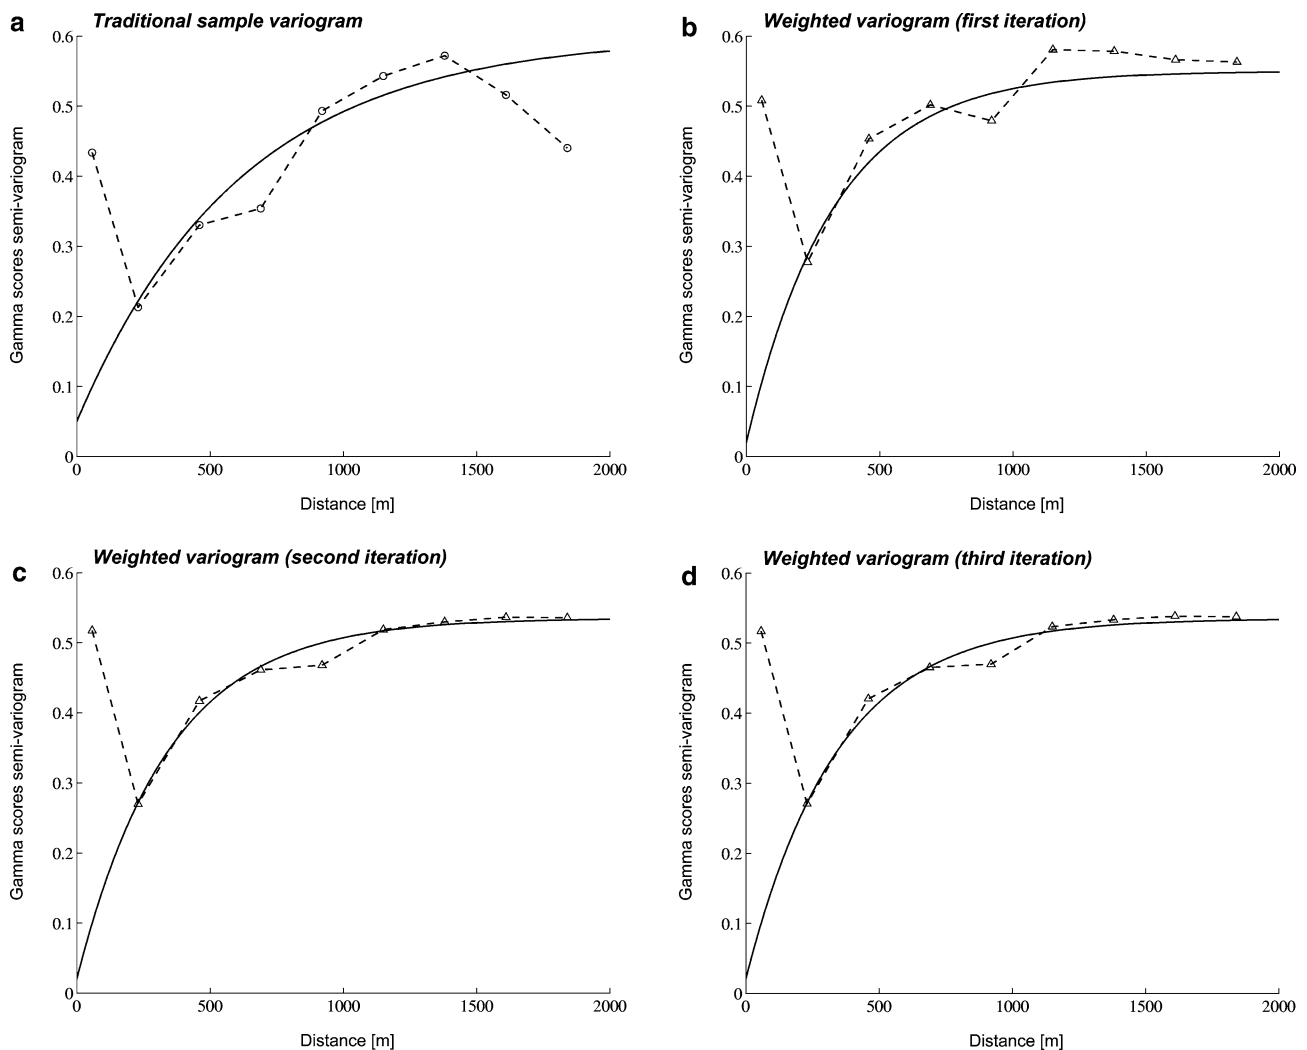 a
Traditional sample variogram
0.6
0.5
0.4
0.3
0.2
0.1
0
Gamma scores semi-variogram
0 500 1000 1500 2000
Distance [m]
b
Weighted variogram (first iteration)
0.6
0.5
0.4
0.3
0.2
0.1
0
Gamma scores semi-variogram
0 500 1000 1500 2000
Distance [m]
c
Weighted variogram (second iteration)
0.6
0.5
0.4
0.3
0.2
0.1
0
Gamma scores semi-variogram
0 500 1000 1500 2000
Distance [m]
d
Weighted variogram (third iteration)
0.6
0.5
0.4
0.3
0.2
0.1
0
Gamma scores semi-variogram
0 500 1000 1500 2000
Distance [m]